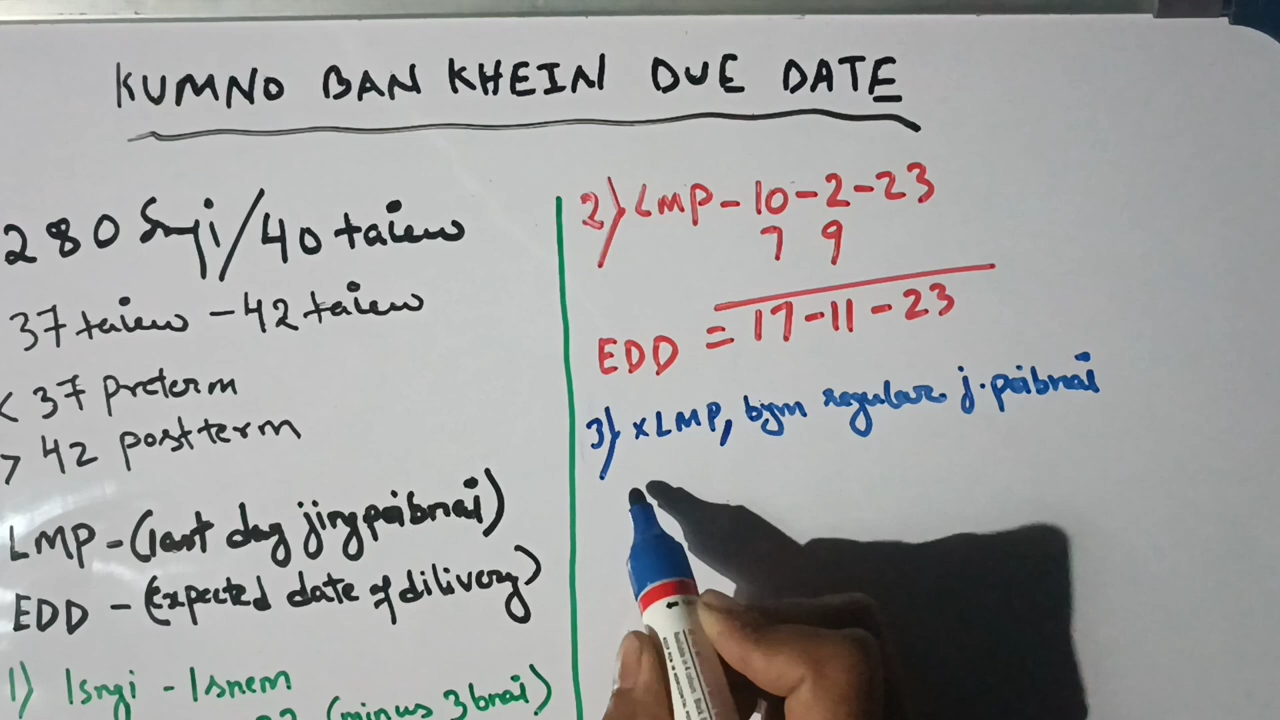 KUMNO BAN KHEIN DUE DATE
280 Sngi/40 taiew
37 taiew - 42 taiew
< 37 preterm
> 42 postterm
LMP - (last day jingpoibnai)
EDD - (Expected date of dilivery)
1) 1sngi - 1snem
(minus 3 bnai)
2) LMP - 10 - 2 - 23
7 9
EDD = 17 - 11 - 23
3) x LMP, bym regular j. poibnai